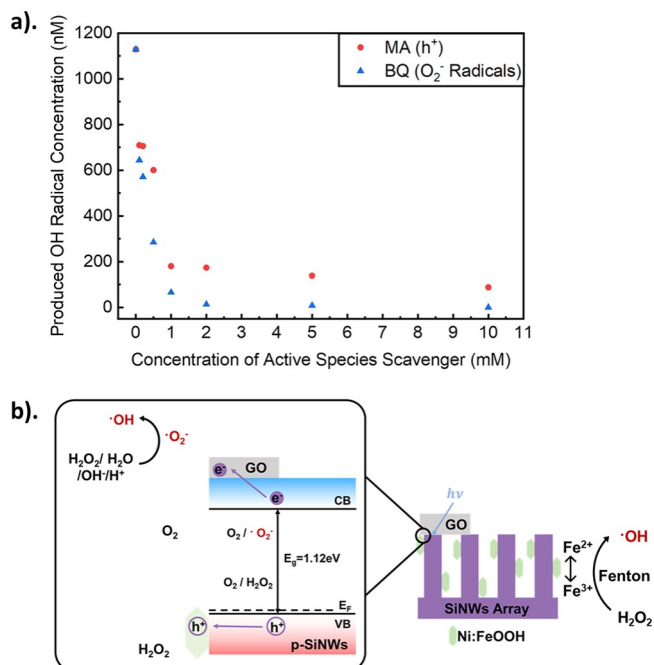 a).
1200
1000
800
600
400
200
0
Produced OH Radical Concentration (nM)
MA (h⁺)
BQ (O₂⁻ Radicals)
0 1 2 3 4 5 6 7 8 9 10 11
Concentration of Active Species Scavenger (mM)
b).
·OH
·O₂⁻
H₂O₂/ H₂O
/OH⁻/H⁺
e⁻ GO
e⁻ CB
O₂
O₂ / ·O₂⁻
E_g=1.12eV
O₂ / H₂O₂
E_F
h⁺ h⁺ VB
H₂O₂
p-SiNWs
hν
GO
SiNWs Array
Ni:FeOOH
Fe²⁺
Fe³⁺
·OH
Fenton
H₂O₂